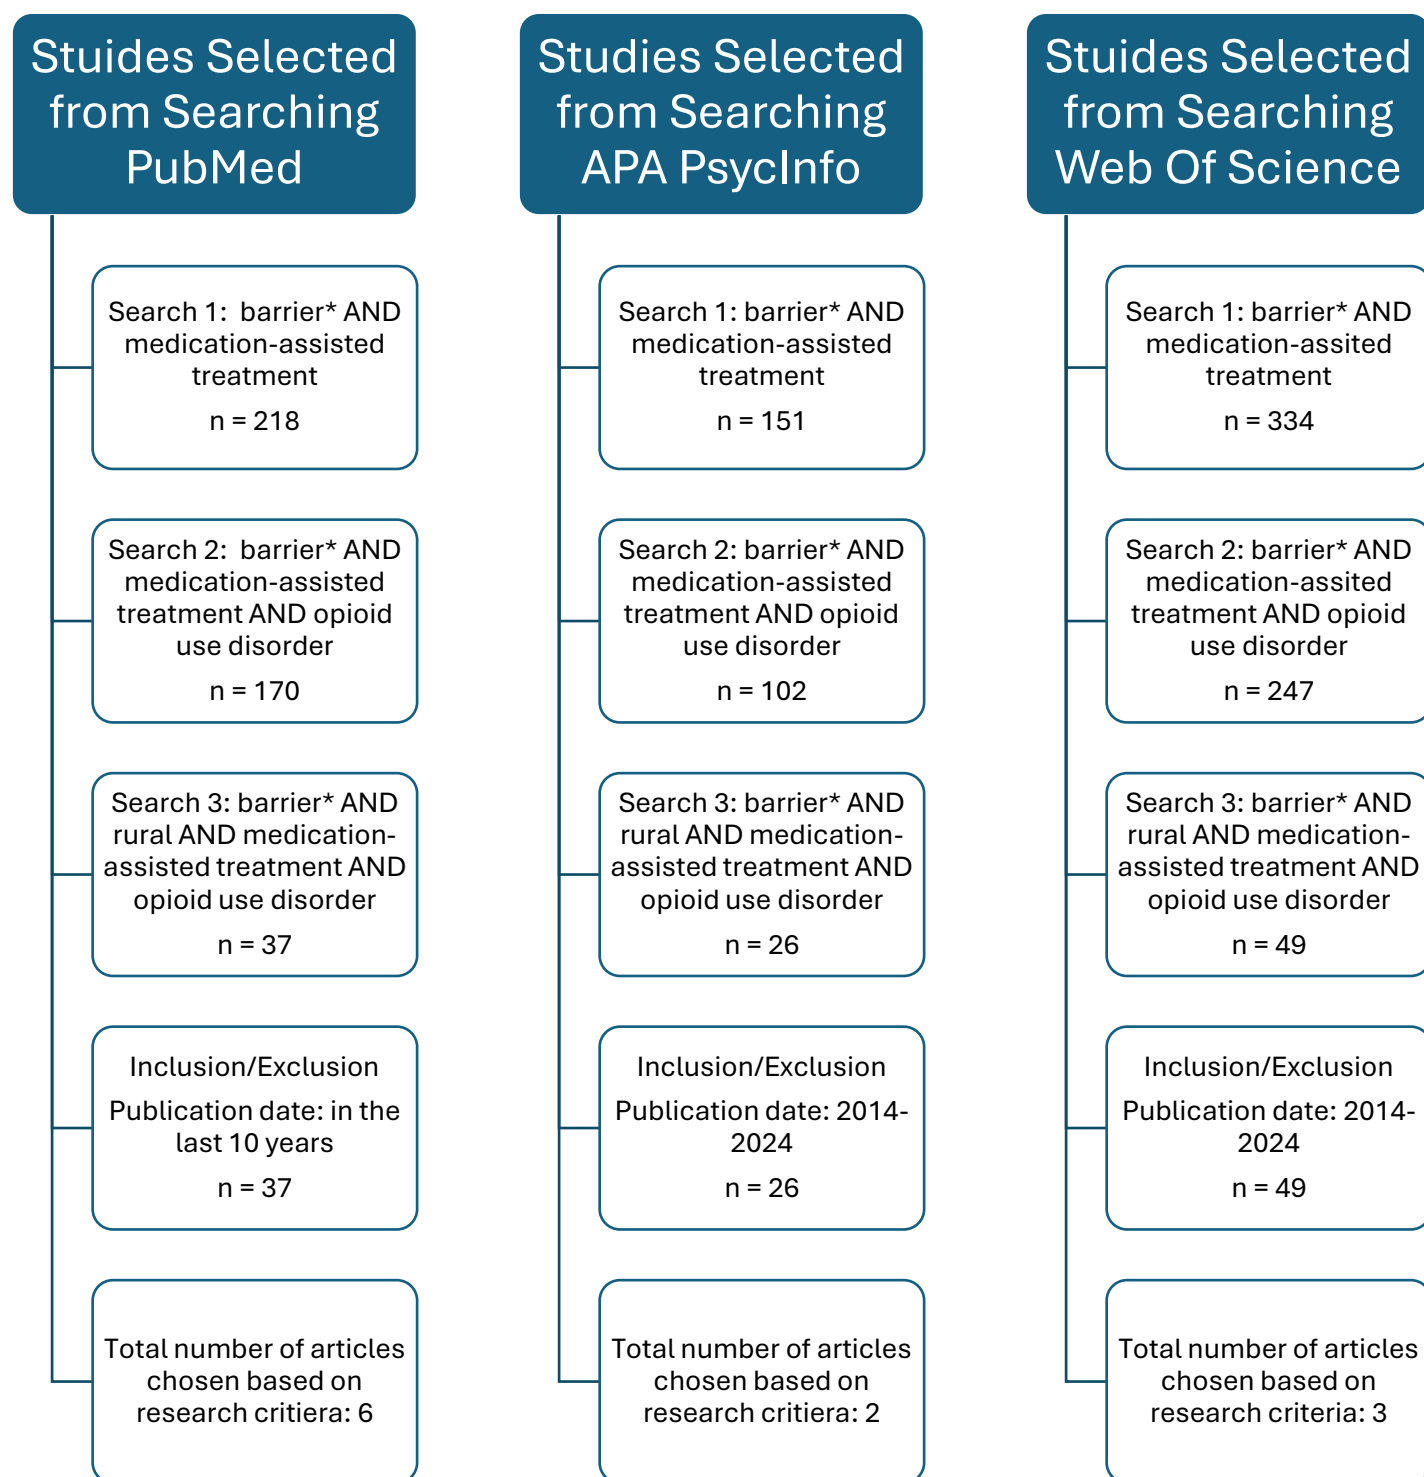 Stuides Selected
from Searching
PubMed
Search 1:  barrier* AND
medication-assisted
treatment
n = 218
Search 2:  barrier* AND
medication-assisted
treatment AND opioid
use disorder
n = 170
Search 3: barrier* AND
rural AND medication-
assisted treatment AND
opioid use disorder
n = 37
Inclusion/Exclusion
Publication date: in the
last 10 years
n = 37
Total number of articles
chosen based on
research critiera: 6
Studies Selected
from Searching
APA PsycInfo
Search 1: barrier* AND
medication-assisted
treatment
n = 151
Search 2: barrier* AND
medication-assisted
treatment AND opioid
use disorder
n = 102
Search 3: barrier* AND
rural AND medication-
assisted treatment AND
opioid use disorder
n = 26
Inclusion/Exclusion
Publication date: 2014-
2024
n = 26
Total number of articles
chosen based on
research critiera: 2
Stuides Selected
from Searching
Web Of Science
Search 1: barrier* AND
medication-assited
treatment
n = 334
Search 2: barrier* AND
medication-assited
treatment AND opioid
use disorder
n = 247
Search 3: barrier* AND
rural AND medication-
assisted treatment AND
opioid use disorder
n = 49
Inclusion/Exclusion
Publication date: 2014-
2024
n = 49
Total number of articles
chosen based on
research criteria: 3